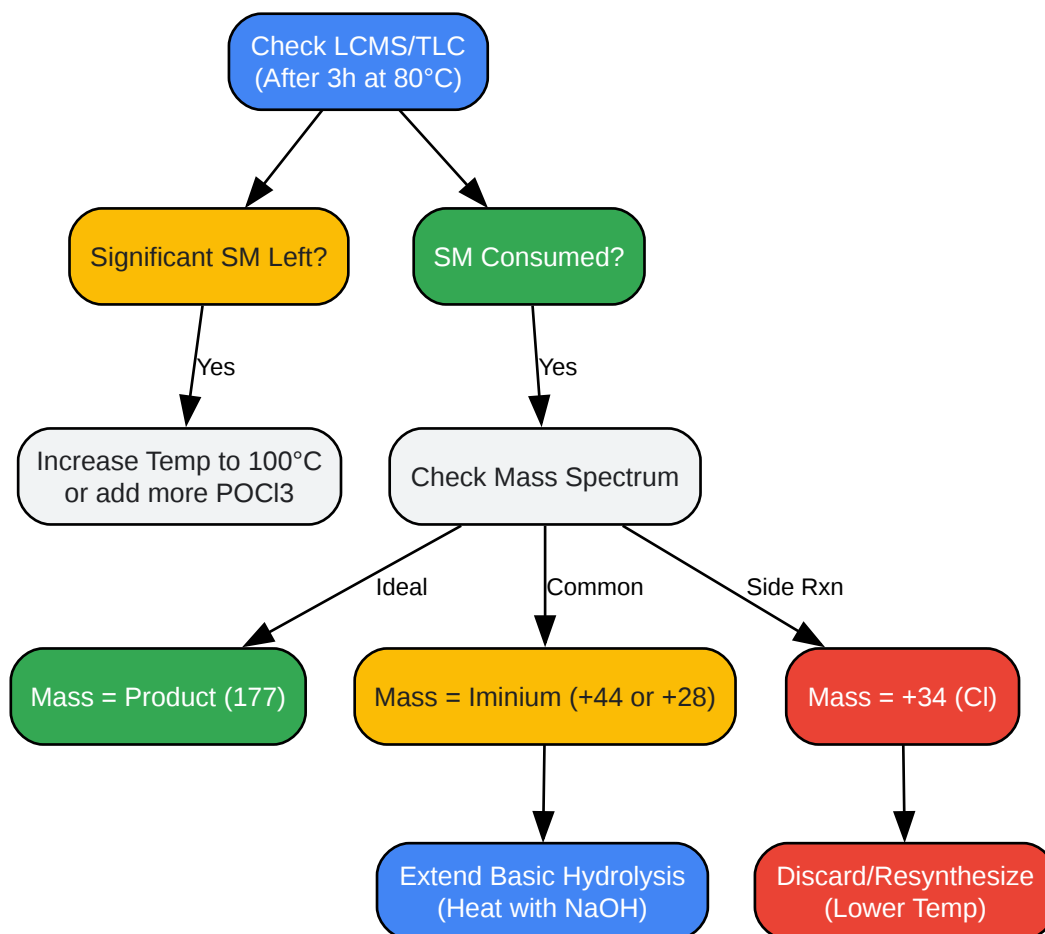 Check LCMS/TLC
(After 3h at 80°C)
Significant SM Left?
SM Consumed?
Yes
Yes
Increase Temp to 100°C
or add more POCl3
Check Mass Spectrum
Ideal
Common
Side Rxn
Mass = Product (177)
Mass = Iminium (+44 or +28)
Mass = +34 (Cl)
Extend Basic Hydrolysis
(Heat with NaOH)
Discard/Resynthesize
(Lower Temp)